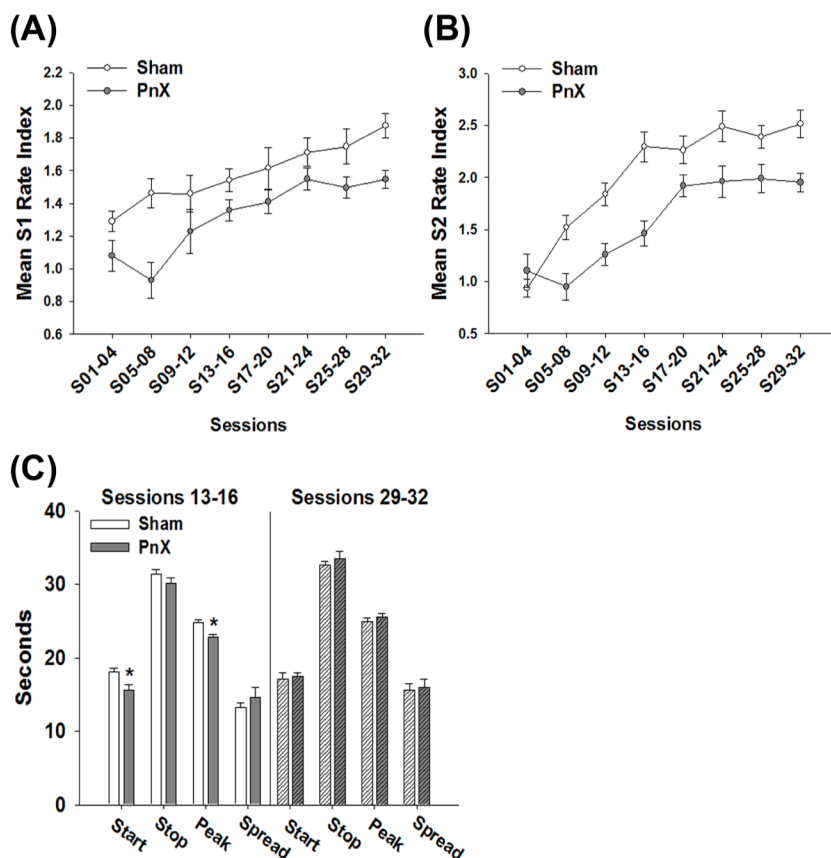 (A)
Sham
PnX
Mean S1 Rate Index
2.2
2.0
1.8
1.6
1.4
1.2
1.0
0.8
0.6
S01-04
S05-08
S09-12
S13-16
S17-20
S21-24
S25-28
S29-32
Sessions
(B)
Sham
PnX
Mean S2 Rate Index
3.0
2.5
2.0
1.5
1.0
0.5
S01-04
S05-08
S09-12
S13-16
S17-20
S21-24
S25-28
S29-32
Sessions
(C)
Sessions 13-16
Sessions 29-32
Sham
PnX
Seconds
40
30
20
10
0
*
*
Start
Stop
Peak
Spread
Start
Stop
Peak
Spread